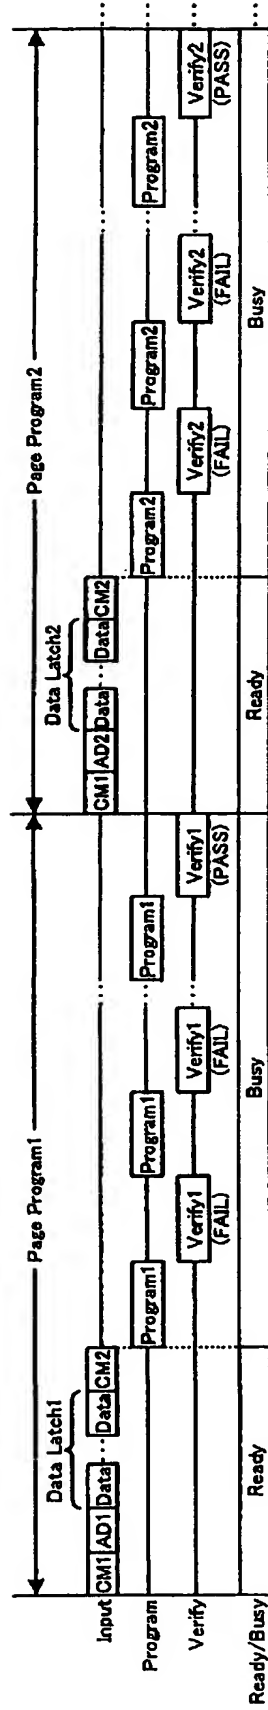 Page Program1 Page Program2
Data Latch1 Data Latch2
Input CM1 AD1 Data ··· Data CM2 ··· CM1 AD2 Data ··· Data CM2 ··· ···
Program Program1 Program1 ··· Program1 Program2 Program2 ··· Program2 ···
Verify Verify1 Verify1 ··· Verify1 Verify2 Verify2 ··· Verify2 ···
(FAIL) (FAIL) (PASS) (FAIL) (FAIL) (PASS)
Ready/Busy Ready Busy Ready Busy ···